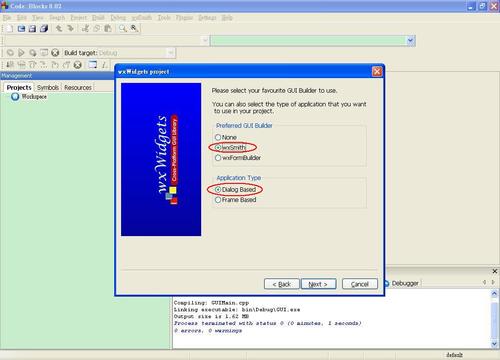 Code::Blocks 8.02
File Edit View Search Project Build Debug wxSmith Tools Plugins Settings Help
Build target: Debug
Management
Projects Symbols Resources
Workspace
wxWidgets project
wxWidgets
Cross-Platform GUI Library
Please select your favourite GUI Builder to use.
You can also select the type of application that you want
to use in your project.
Preferred GUI Builder
None
wxSmith
wxFormBuilder
Application Type
Dialog Based
Frame Based
< Back Next > Cancel
Debugger
Compiling: GUIMain.cpp
Linking executable: bin\Debug\GUI.exe
Output size is 1.62 MB
Process terminated with status 0 (0 minutes, 1 seconds)
0 errors, 0 warnings
default